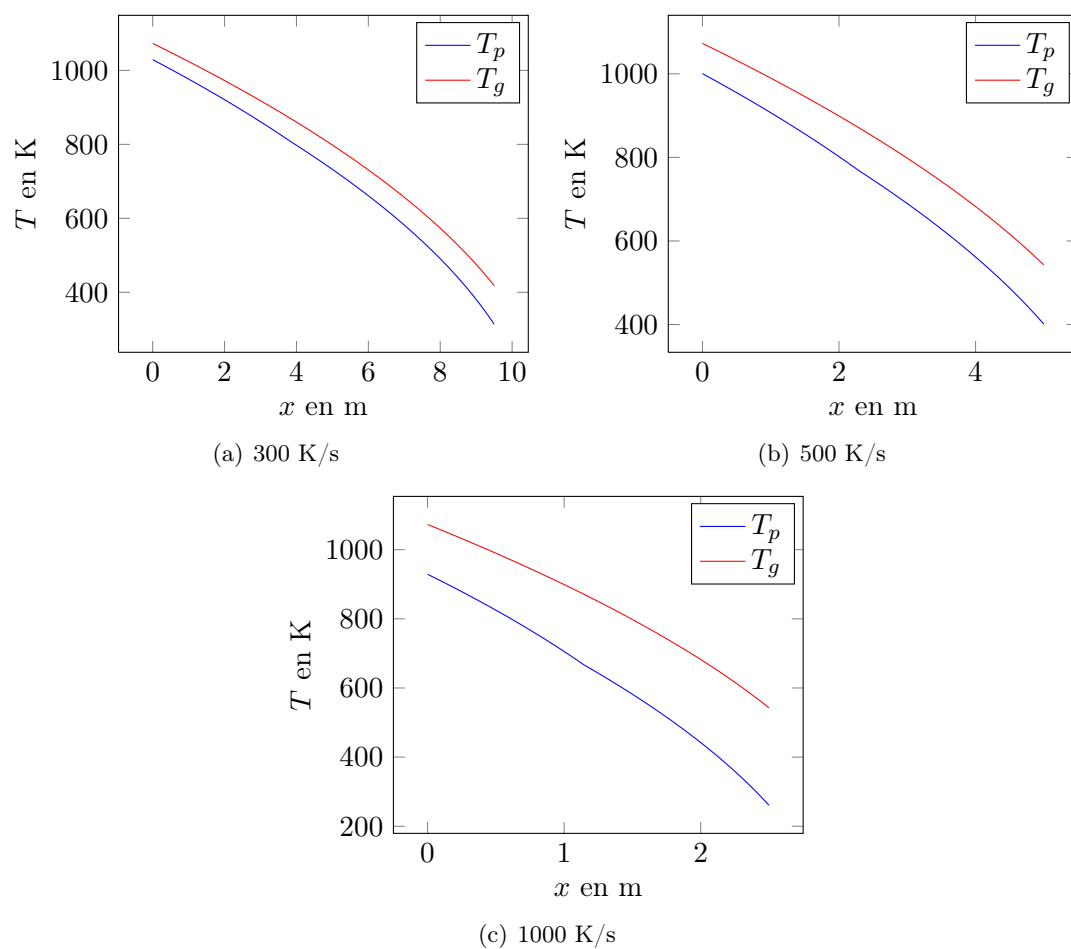 1000
800
600
400
T en K
0 2 4 6 8 10
x en m
T_p
T_g
(a) 300 K/s
1000
800
600
400
T en K
0 2 4
x en m
T_p
T_g
(b) 500 K/s
1000
800
600
400
200
T en K
0 1 2
x en m
T_p
T_g
(c) 1000 K/s